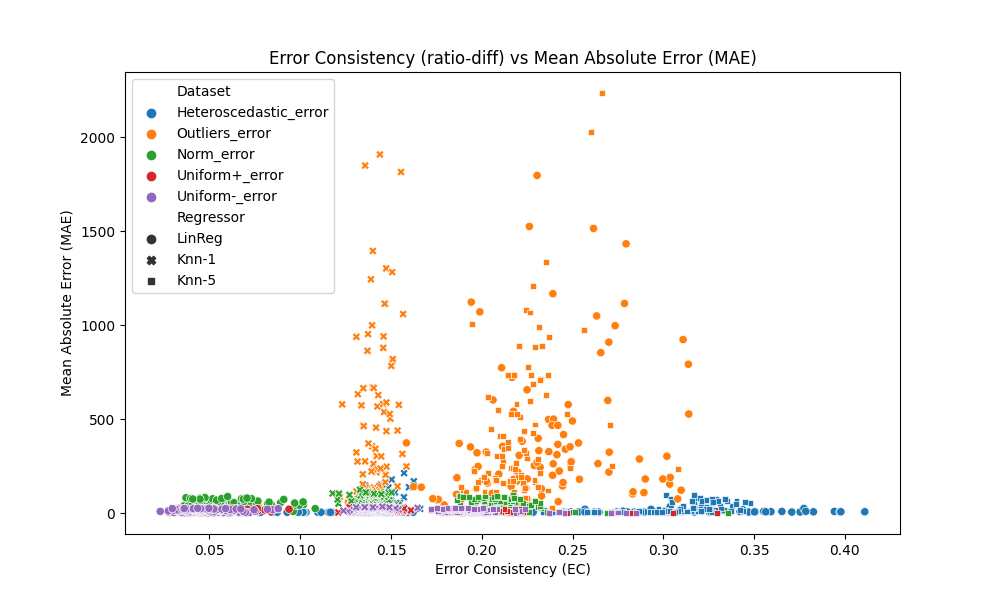 Error Consistency (ratio-diff) vs Mean Absolute Error (MAE)
Dataset
Heteroscedastic_error
Outliers_error
Norm_error
Uniform+_error
Uniform-_error
Regressor
LinReg
Knn-1
Knn-5
2000
1500
1000
500
0
Mean Absolute Error (MAE)
0.05 0.10 0.15 0.20 0.25 0.30 0.35 0.40
Error Consistency (EC)